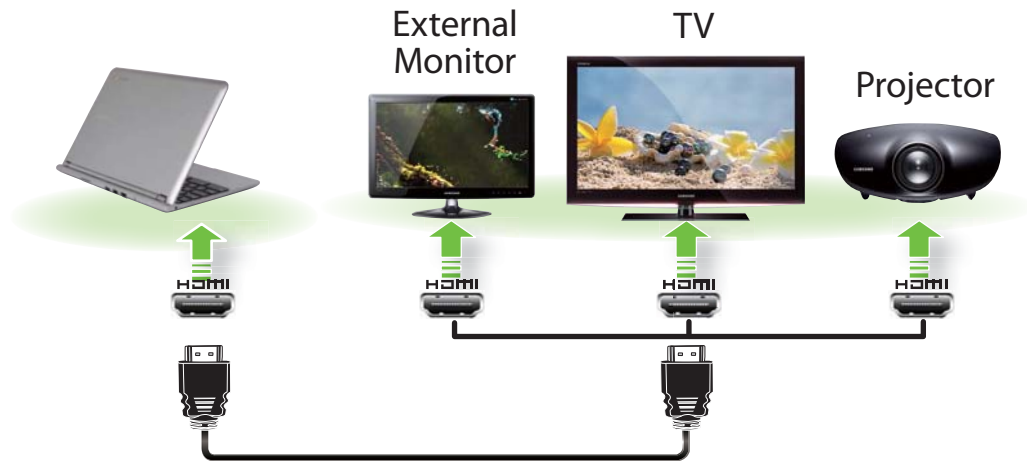 External
Monitor
TV
Projector
HDMI
HDMI
HDMI
HDMI